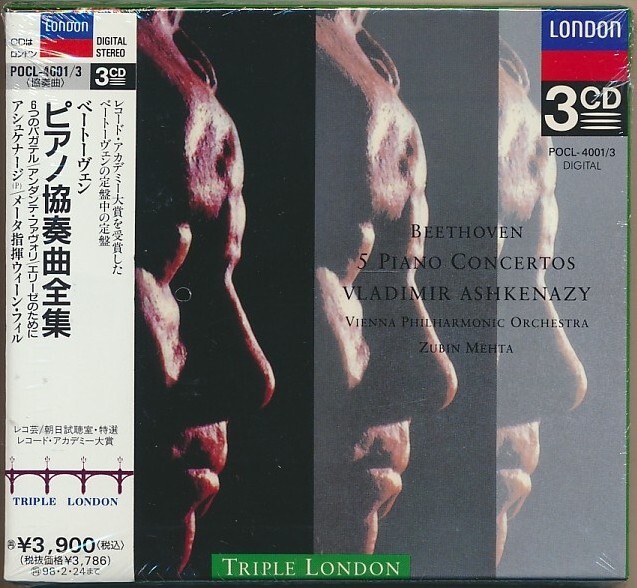 CDは
ロンドン
LONDON
DIGITAL
STEREO
POCL-4001/3
〈協奏曲〉
3CD
レコード・アカデミー大賞を受賞した
ベートーヴェンの定盤中の定盤
ベートーヴェン
ピアノ協奏曲全集
6つのバガテル/アンダンテ・ファヴォリ/エリーゼのために
アシュケナージ(P)/メータ指揮ウィーン・フィル
レコ芸/朝日試聴室・特選
レコード・アカデミー大賞
TRIPLE LONDON
¥3,900(税込)
(税抜価格¥3,786)
98・2・24まで
LONDON
3CD
POCL-4001/3
DIGITAL
BEETHOVEN
5 PIANO CONCERTOS
VLADIMIR ASHKENAZY
VIENNA PHILHARMONIC ORCHESTRA
ZUBIN MEHTA
TRIPLE LONDON